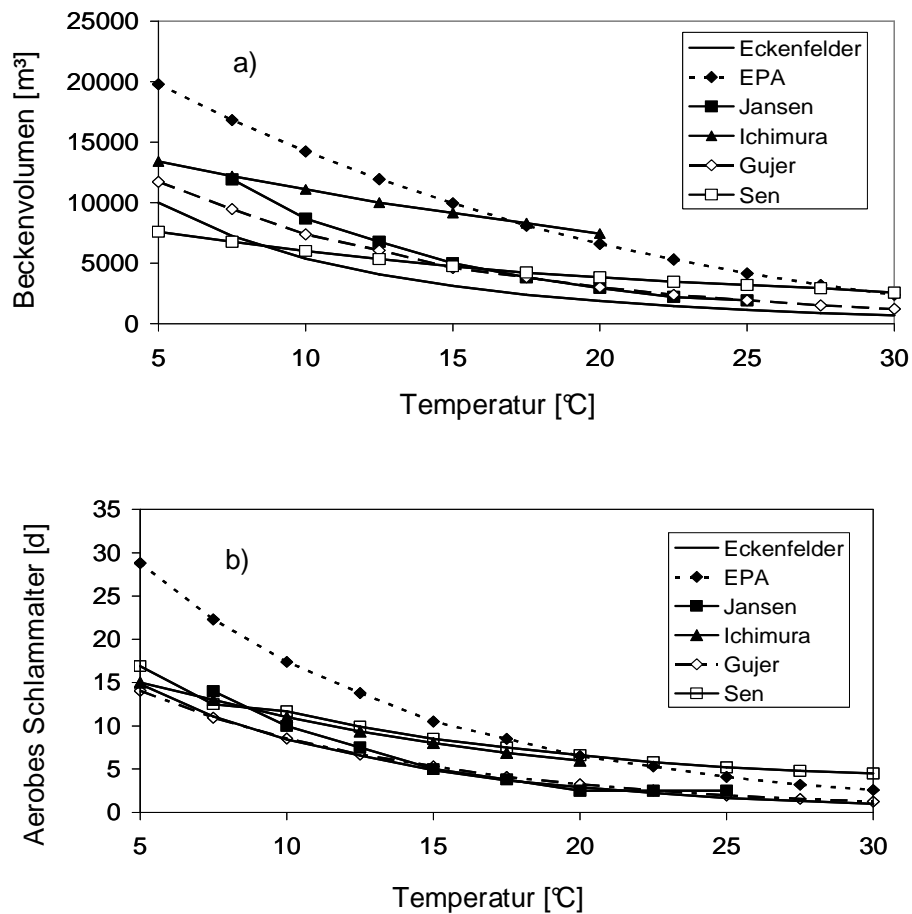 25000
20000
15000
10000
5000
0
Beckenvolumen [m³]
a)
Eckenfelder
EPA
Jansen
Ichimura
Gujer
Sen
5 10 15 20 25 30
Temperatur [°C]
35
30
25
20
15
10
5
0
Aerobes Schlammalter [d]
b)
Eckenfelder
EPA
Jansen
Ichimura
Gujer
Sen
5 10 15 20 25 30
Temperatur [°C]